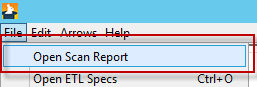 File Edit Arrows Help
Open Scan Report
Open ETL Specs Ctrl+O